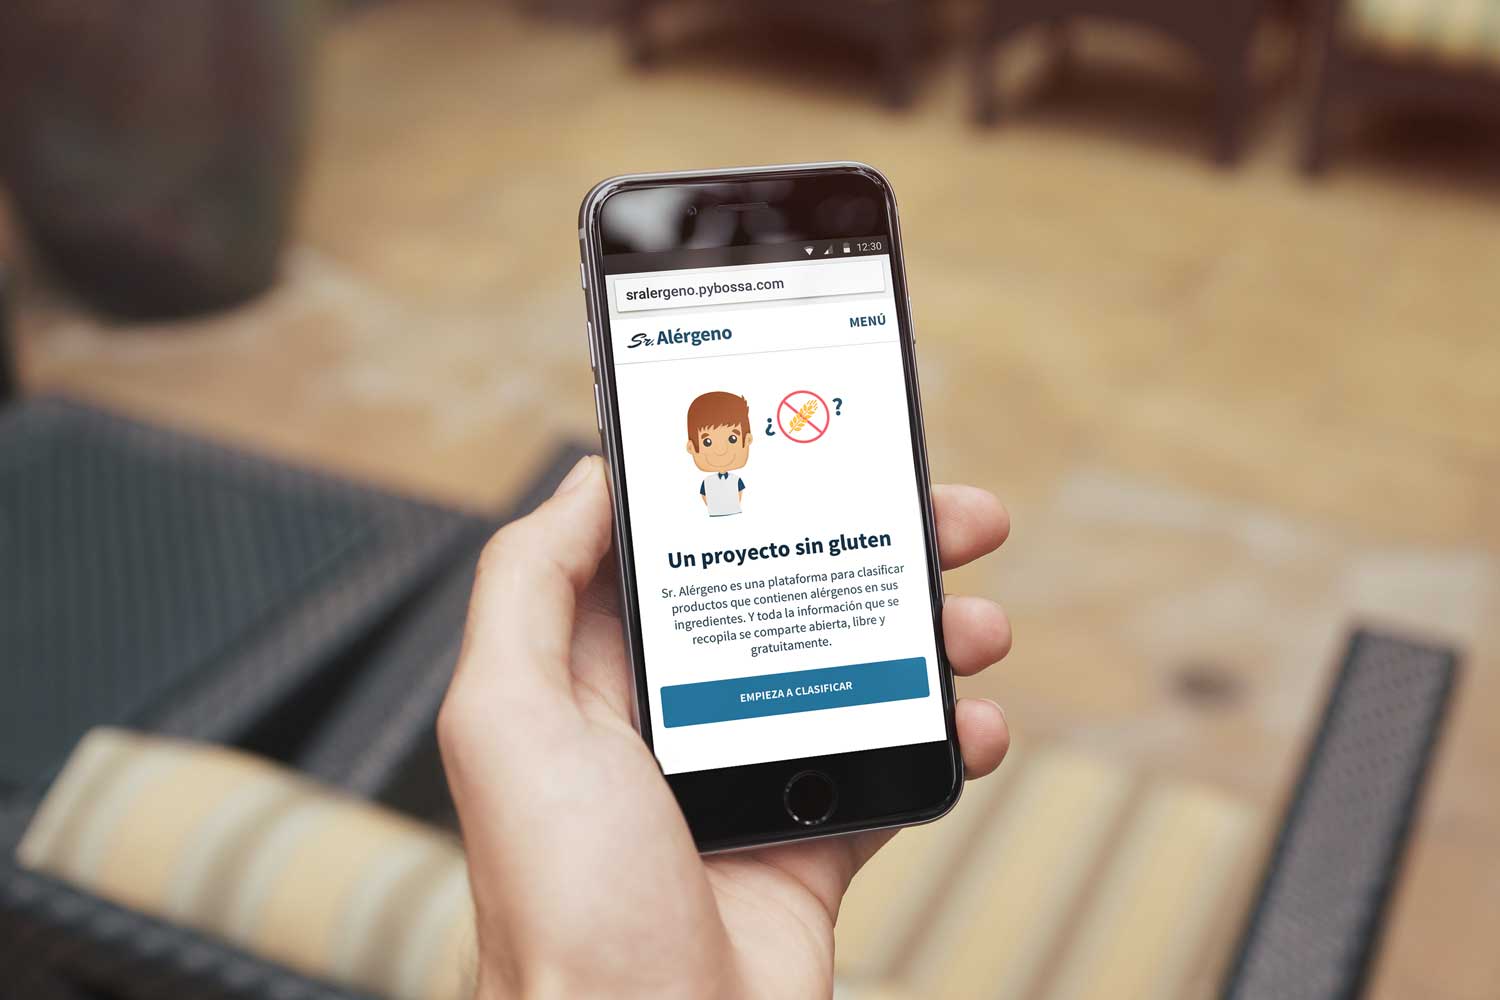 12:30
sralergeno.pybossa.com
Sr. Alérgeno MENÚ
¿ ?
Un proyecto sin gluten
Sr. Alérgeno es una plataforma para clasificar
productos que contienen alérgenos en sus
ingredientes. Y toda la información que se
recopila se comparte abierta, libre y
gratuitamente.
EMPIEZA A CLASIFICAR